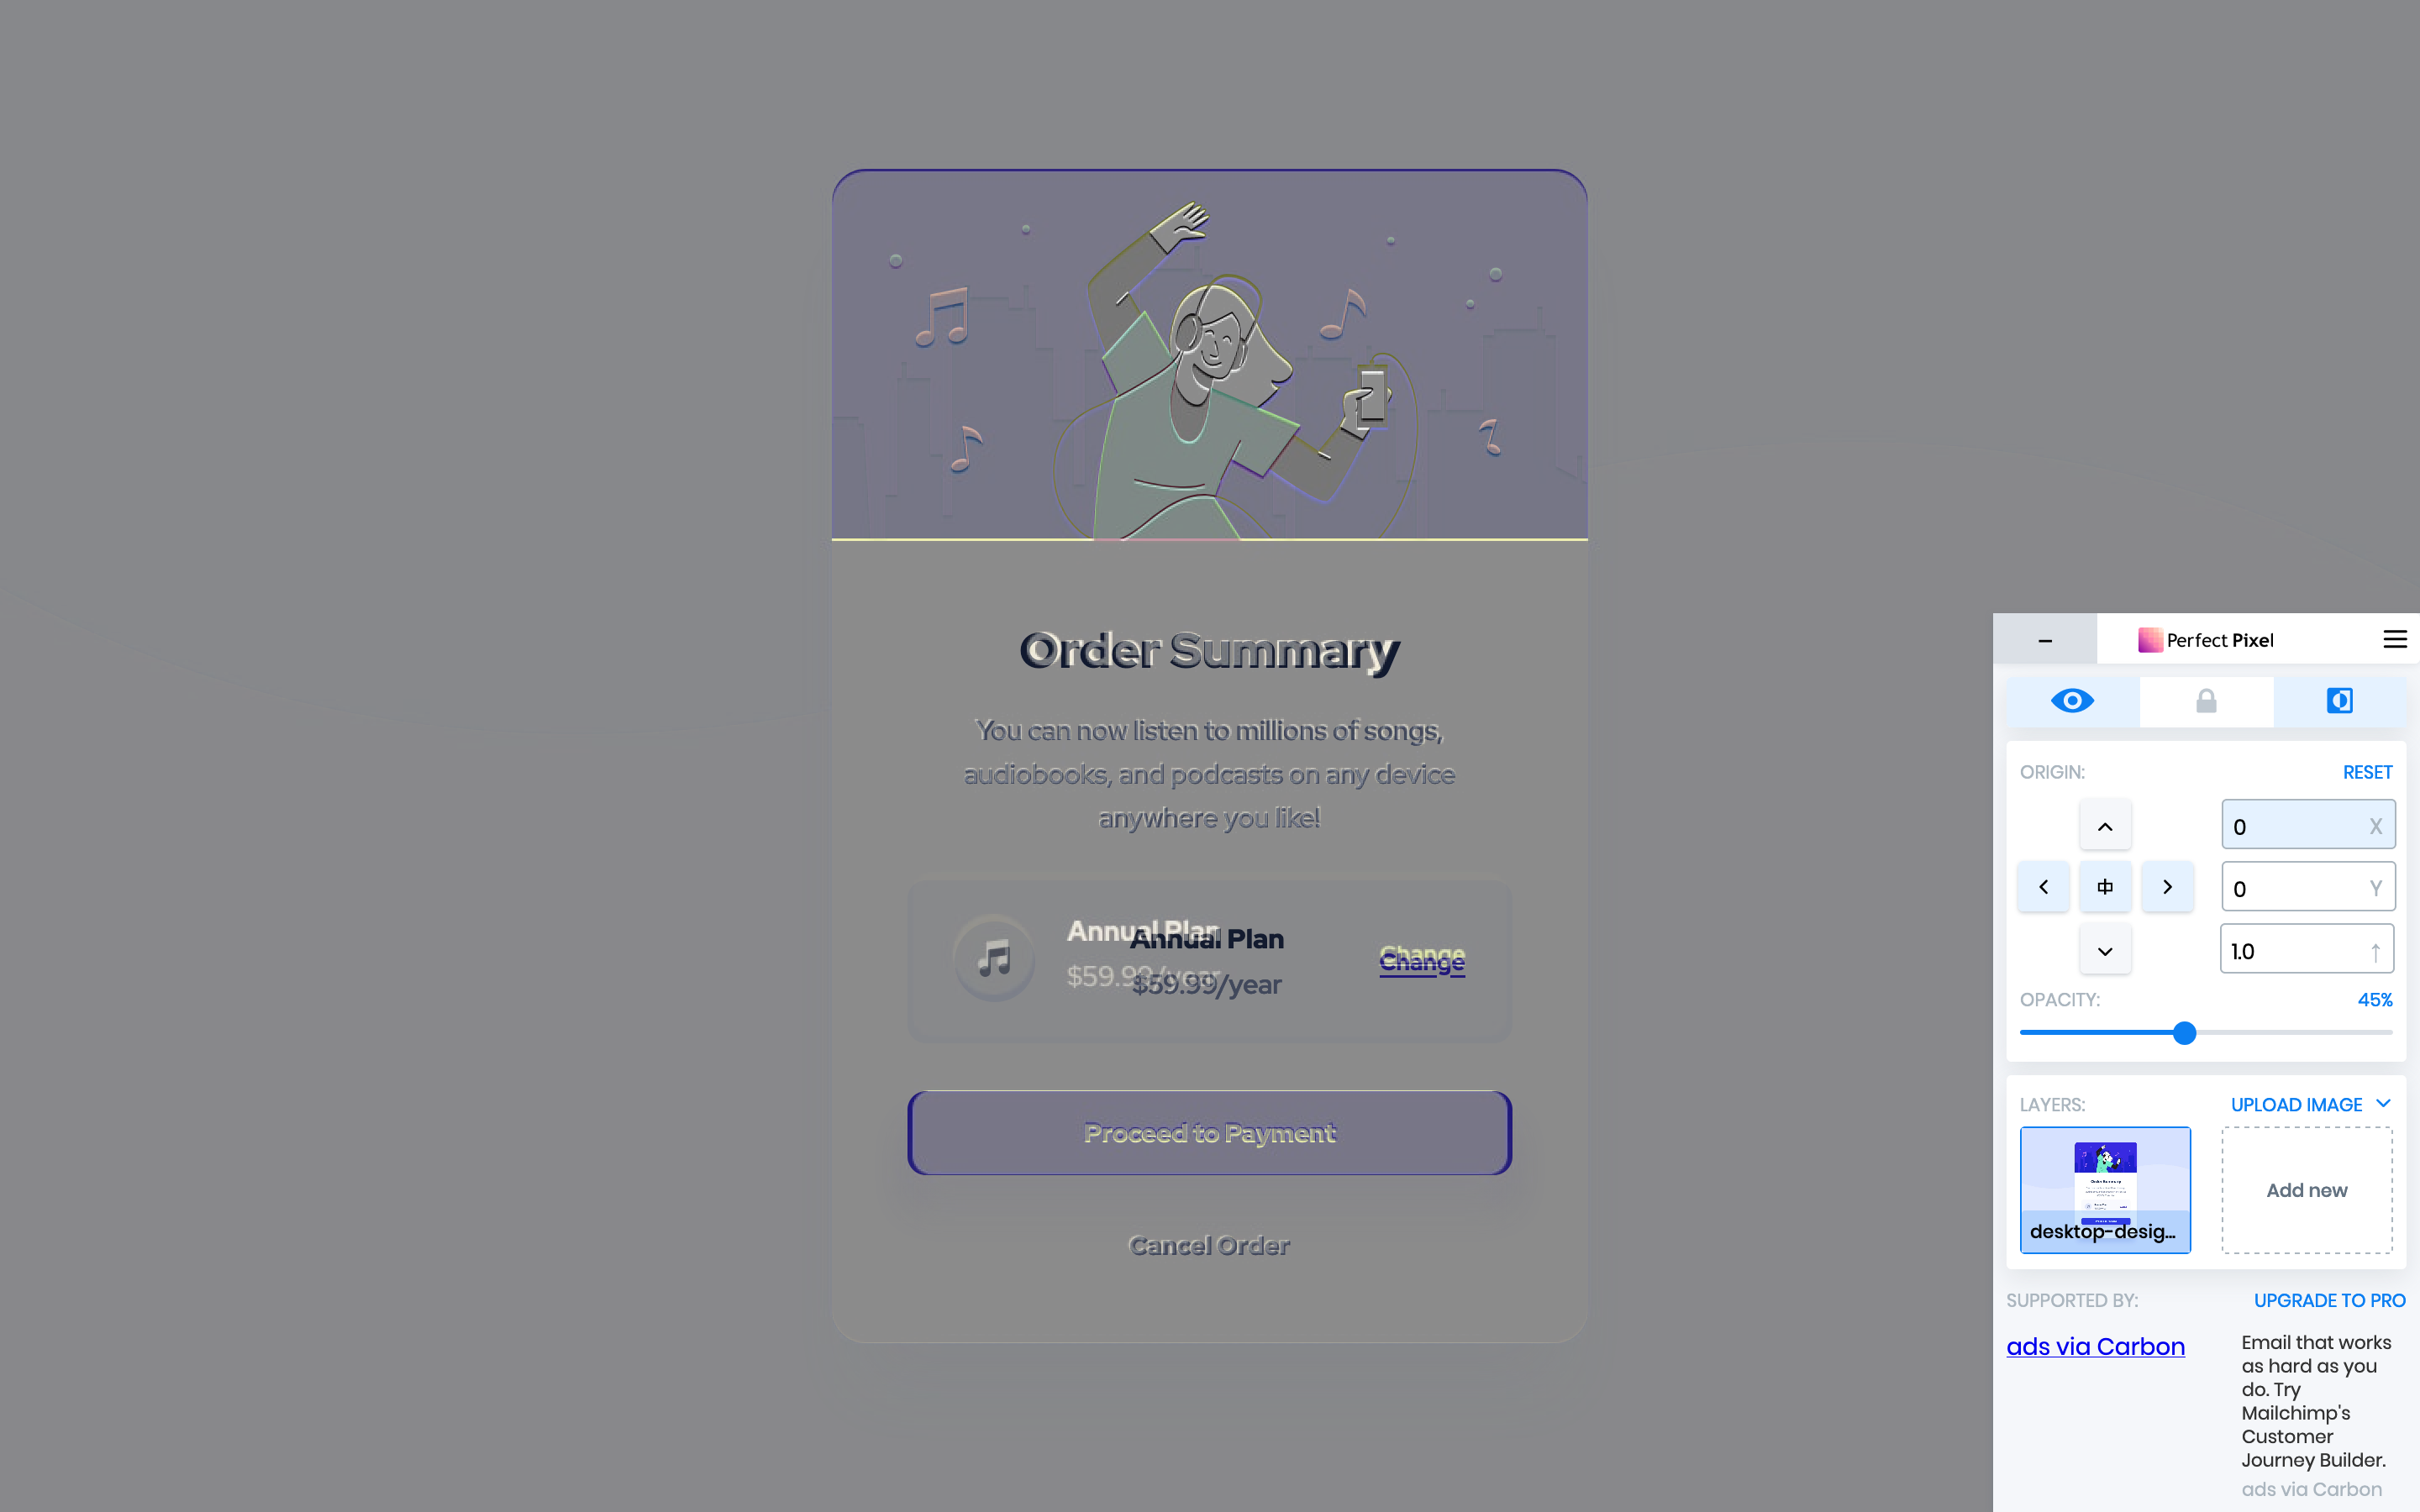 Order Summary
You can now listen to millions of songs,
audiobooks, and podcasts on any device
anywhere you like!
Annual Plan
Annual Plan
$59.99/year
$59.99/year
Change
Change
Proceed to Payment
Cancel Order
Perfect Pixel
ORIGIN: RESET
0 X
0 Y
1.0
OPACITY: 45%
LAYERS: UPLOAD IMAGE
desktop-desig...
Add new
SUPPORTED BY: UPGRADE TO PRO
ads via Carbon
Email that works
as hard as you
do. Try
Mailchimp's
Customer
Journey Builder.
ads via Carbon